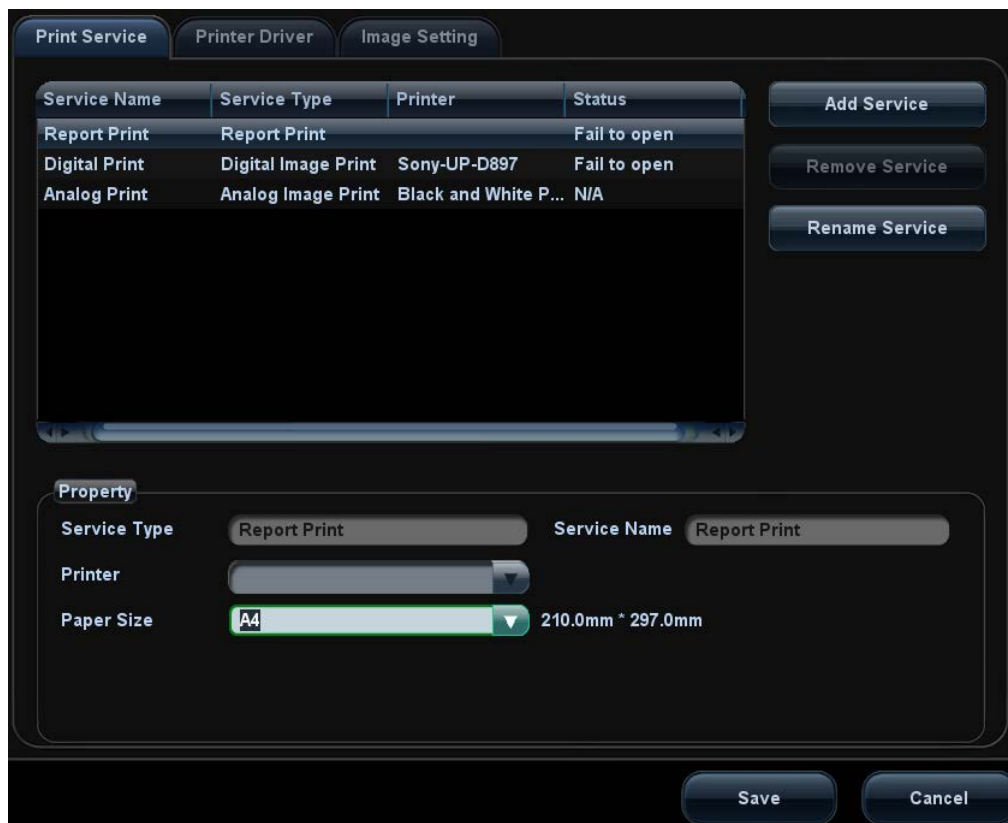 Print Service Printer Driver Image Setting
Service Name Service Type Printer Status
Add Service
Report Print Report Print Fail to open
Digital Print Digital Image Print Sony-UP-D897 Fail to open
Remove Service
Analog Print Analog Image Print Black and White P... N/A
Rename Service
Property
Service Type Report Print Service Name Report Print
Printer
Paper Size A4 210.0mm * 297.0mm
Save Cancel